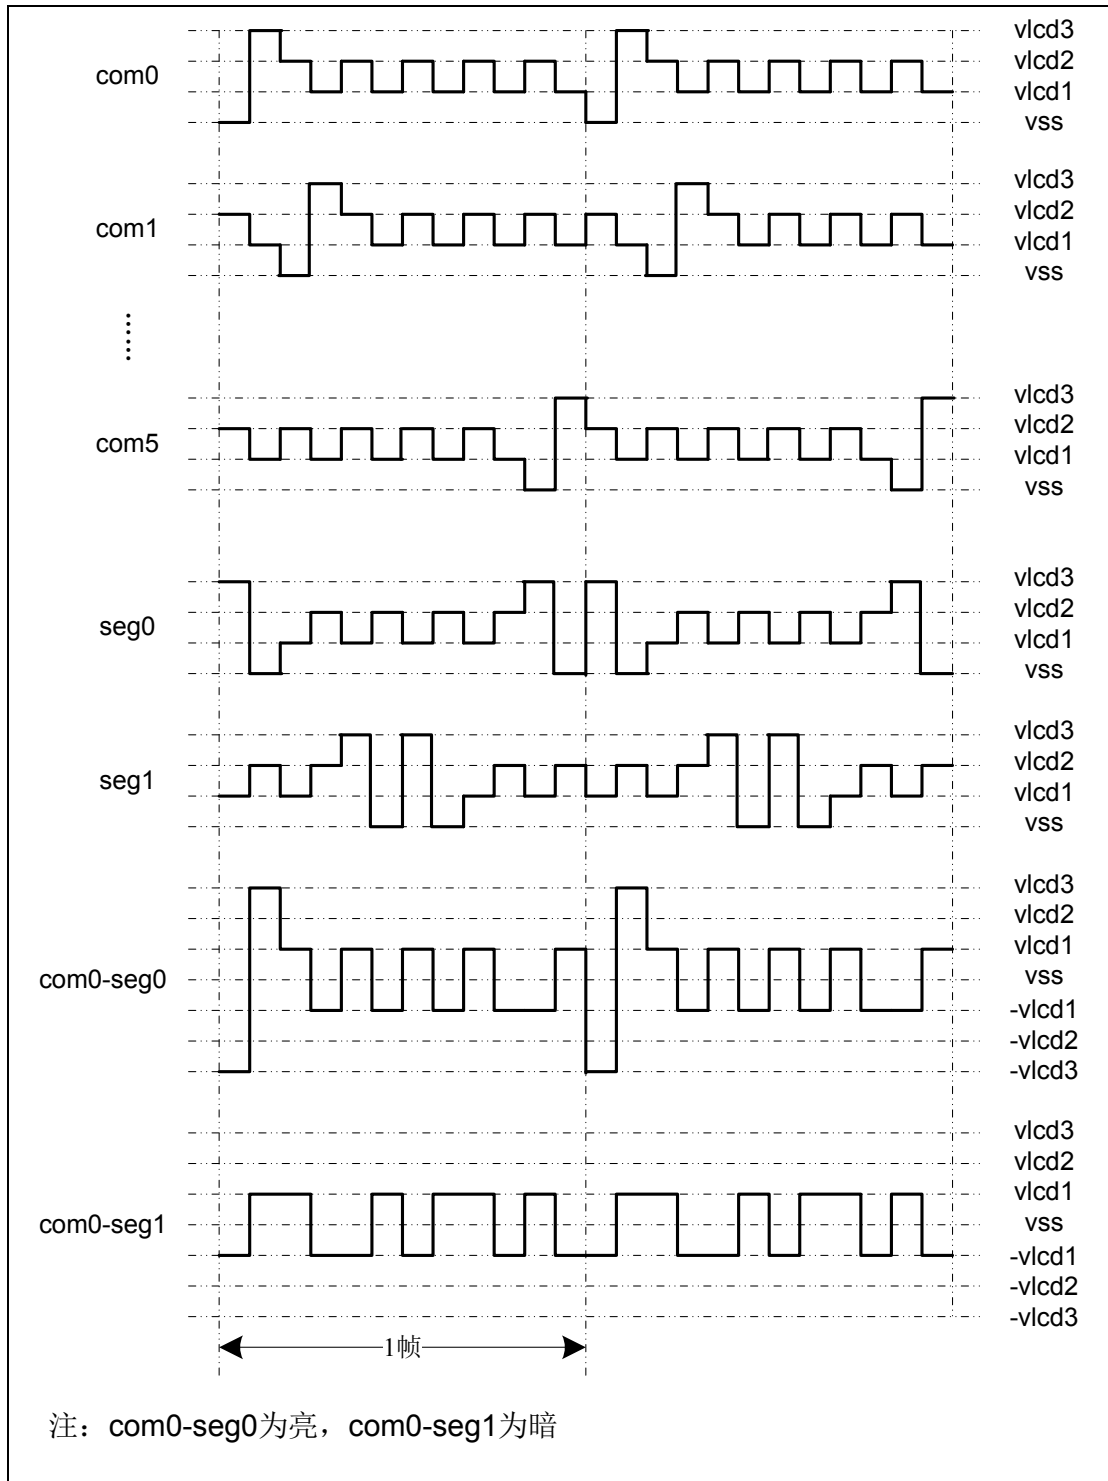 com0
vlcd3
vlcd2
vlcd1
vss
com1
vlcd3
vlcd2
vlcd1
vss
......
com5
vlcd3
vlcd2
vlcd1
vss
seg0
vlcd3
vlcd2
vlcd1
vss
seg1
vlcd3
vlcd2
vlcd1
vss
com0-seg0
vlcd3
vlcd2
vlcd1
vss
-vlcd1
-vlcd2
-vlcd3
com0-seg1
vlcd3
vlcd2
vlcd1
vss
-vlcd1
-vlcd2
-vlcd3
1帧
注：com0-seg0为亮，com0-seg1为暗